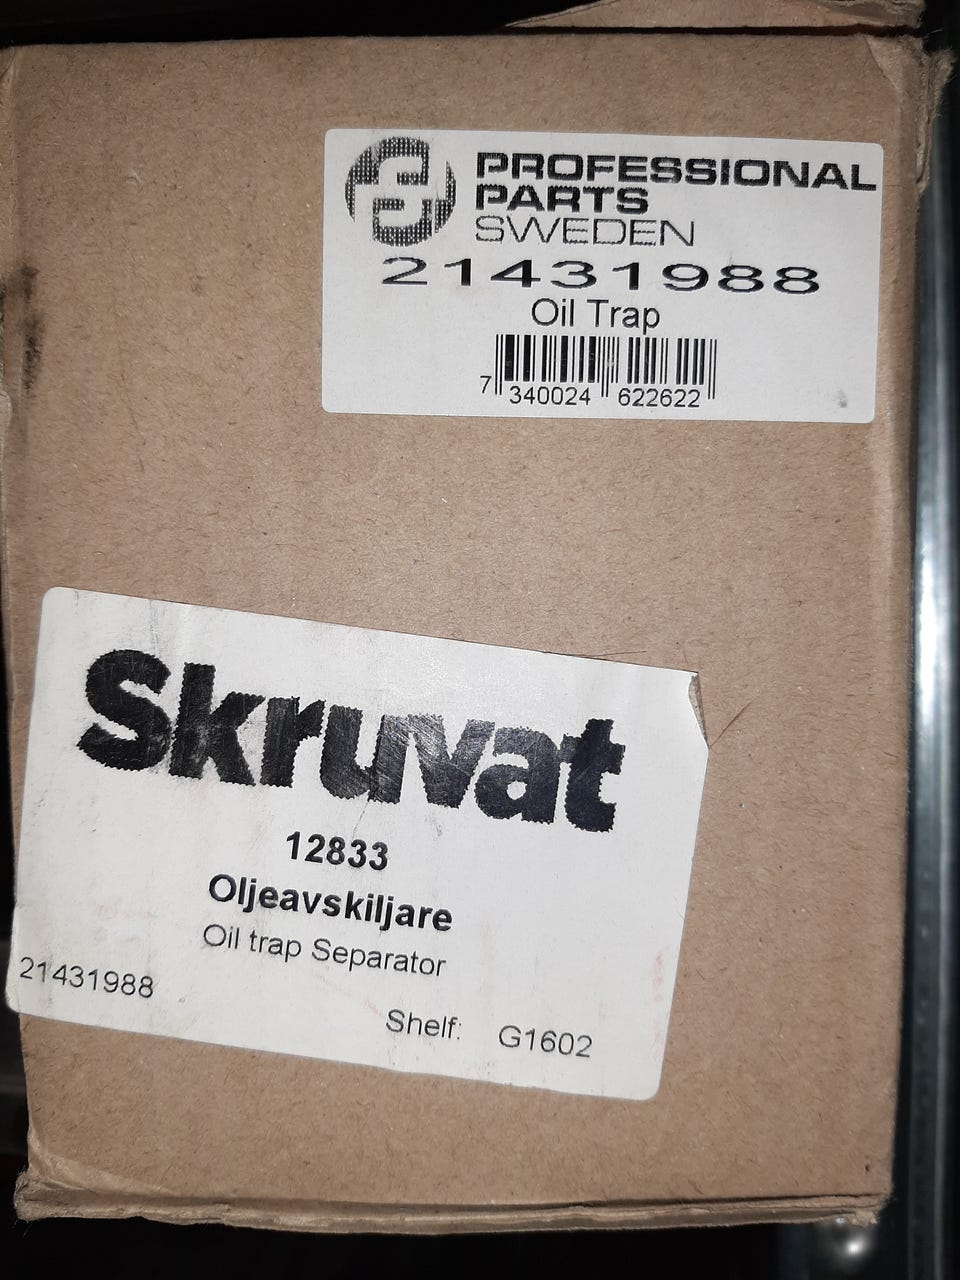 PROFESSIONAL
PARTS
SWEDEN
21431988
Oil Trap
7 340024 622622
Skruvat
12833
Oljeavskiljare
Oil trap Separator
21431988
Shelf: G1602